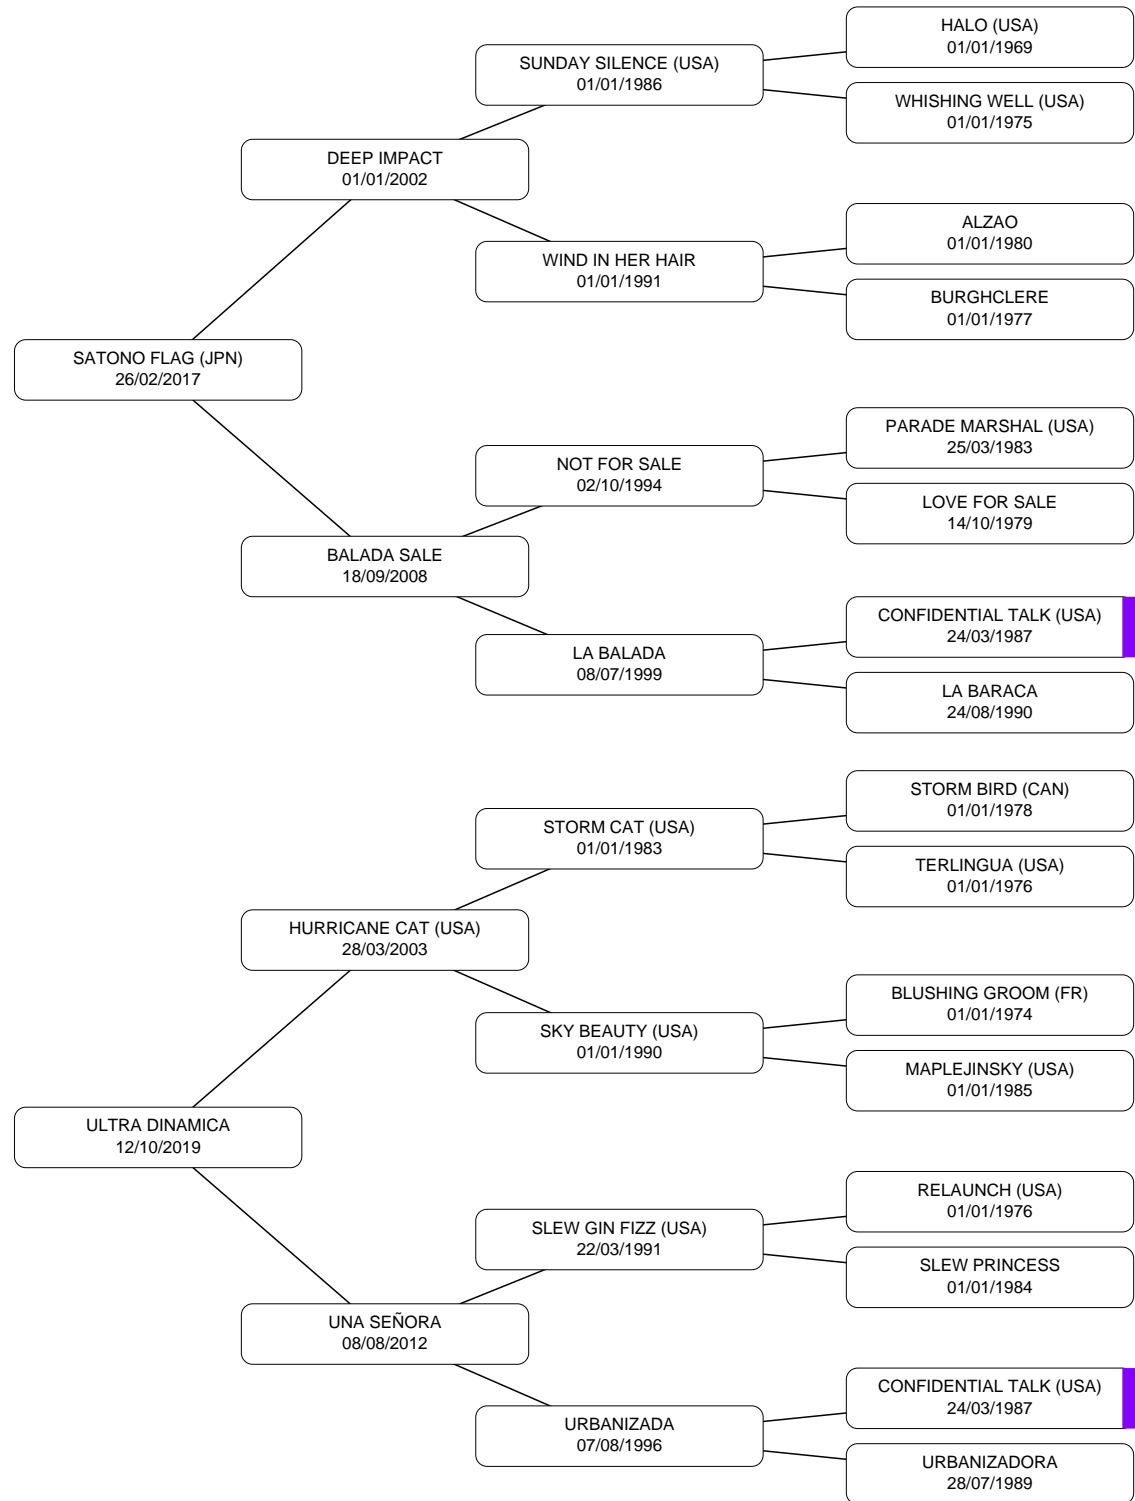 HALO (USA)
01/01/1969
SUNDAY SILENCE (USA)
01/01/1986
WHISHING WELL (USA)
01/01/1975
DEEP IMPACT
01/01/2002
ALZAO
01/01/1980
WIND IN HER HAIR
01/01/1991
BURGHCLERE
01/01/1977
SATONO FLAG (JPN)
26/02/2017
PARADE MARSHAL (USA)
25/03/1983
NOT FOR SALE
02/10/1994
LOVE FOR SALE
14/10/1979
BALADA SALE
18/09/2008
CONFIDENTIAL TALK (USA)
24/03/1987
LA BALADA
08/07/1999
LA BARACA
24/08/1990
STORM BIRD (CAN)
01/01/1978
STORM CAT (USA)
01/01/1983
TERLINGUA (USA)
01/01/1976
HURRICANE CAT (USA)
28/03/2003
BLUSHING GROOM (FR)
01/01/1974
SKY BEAUTY (USA)
01/01/1990
MAPLEJINSKY (USA)
01/01/1985
ULTRA DINAMICA
12/10/2019
RELAUNCH (USA)
01/01/1976
SLEW GIN FIZZ (USA)
22/03/1991
SLEW PRINCESS
01/01/1984
UNA SEÑORA
08/08/2012
CONFIDENTIAL TALK (USA)
24/03/1987
URBANIZADA
07/08/1996
URBANIZADORA
28/07/1989